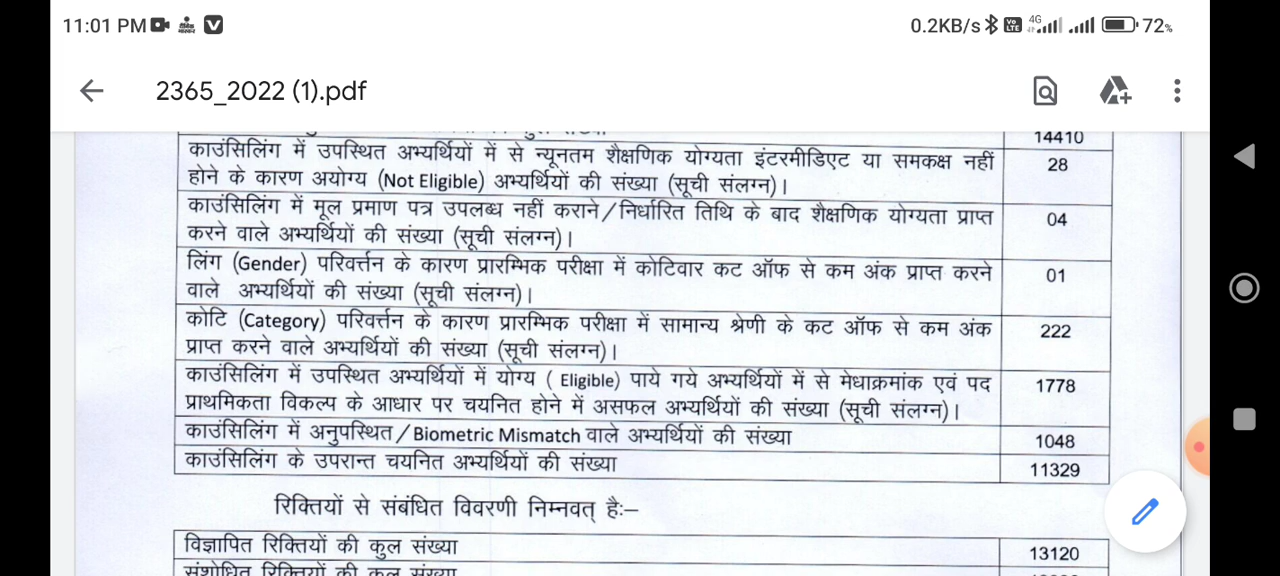 11:01 PM
0.2KB/s 4G 72%
2365_2022 (1).pdf
14410
काउंसिलिंग में उपस्थित अभ्यर्थियों में से न्यूनतम शैक्षणिक योग्यता इंटरमीडिएट या समकक्ष नहीं
होने के कारण अयोग्य (Not Eligible) अभ्यर्थियों की संख्या (सूची संलग्न)।
28
काउंसिलिंग में मूल प्रमाण पत्र उपलब्ध नहीं कराने/निर्धारित तिथि के बाद शैक्षणिक योग्यता प्राप्त
करने वाले अभ्यर्थियों की संख्या (सूची संलग्न)।
04
लिंग (Gender) परिवर्त्तन के कारण प्रारम्भिक परीक्षा में कोटिवार कट ऑफ से कम अंक प्राप्त करने
वाले अभ्यर्थियों की संख्या (सूची संलग्न)।
01
कोटि (Category) परिवर्त्तन के कारण प्रारम्भिक परीक्षा में सामान्य श्रेणी के कट ऑफ से कम अंक
प्राप्त करने वाले अभ्यर्थियों की संख्या (सूची संलग्न)।
222
काउंसिलिंग में उपस्थित अभ्यर्थियों में योग्य ( Eligible) पाये गये अभ्यर्थियों में से मेधाक्रमांक एवं पद
प्राथमिकता विकल्प के आधार पर चयनित होने में असफल अभ्यर्थियों की संख्या (सूची संलग्न)।
1778
काउंसिलिंग में अनुपस्थित/Biometric Mismatch वाले अभ्यर्थियों की संख्या
1048
काउंसिलिंग के उपरान्त चयनित अभ्यर्थियों की संख्या
11329
रिक्तियों से संबंधित विवरणी निम्नवत् है:–
विज्ञापित रिक्तियों की कुल संख्या
13120
संशोधित रिक्तियों की कुल संख्या